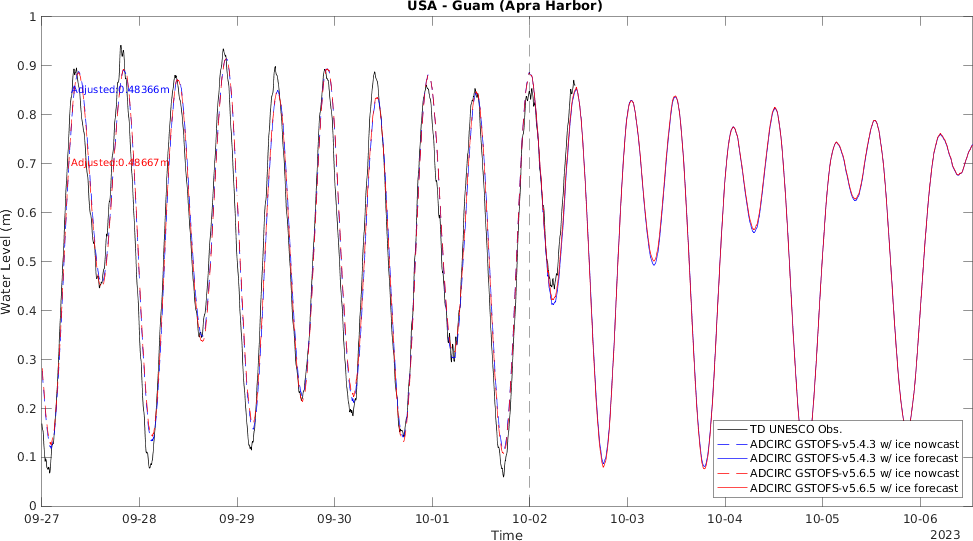 USA - Guam (Apra Harbor)
1
0.9
0.8
0.7
0.6
0.5
0.4
0.3
0.2
0.1
0
Water Level (m)
Adjusted:0.48366m
Adjusted:0.48667m
TD UNESCO Obs.
ADCIRC GSTOFS-v5.4.3 w/ ice nowcast
ADCIRC GSTOFS-v5.4.3 w/ ice forecast
ADCIRC GSTOFS-v5.6.5 w/ ice nowcast
ADCIRC GSTOFS-v5.6.5 w/ ice forecast
09-27 09-28 09-29 09-30 10-01 10-02 10-03 10-04 10-05 10-06
Time
2023